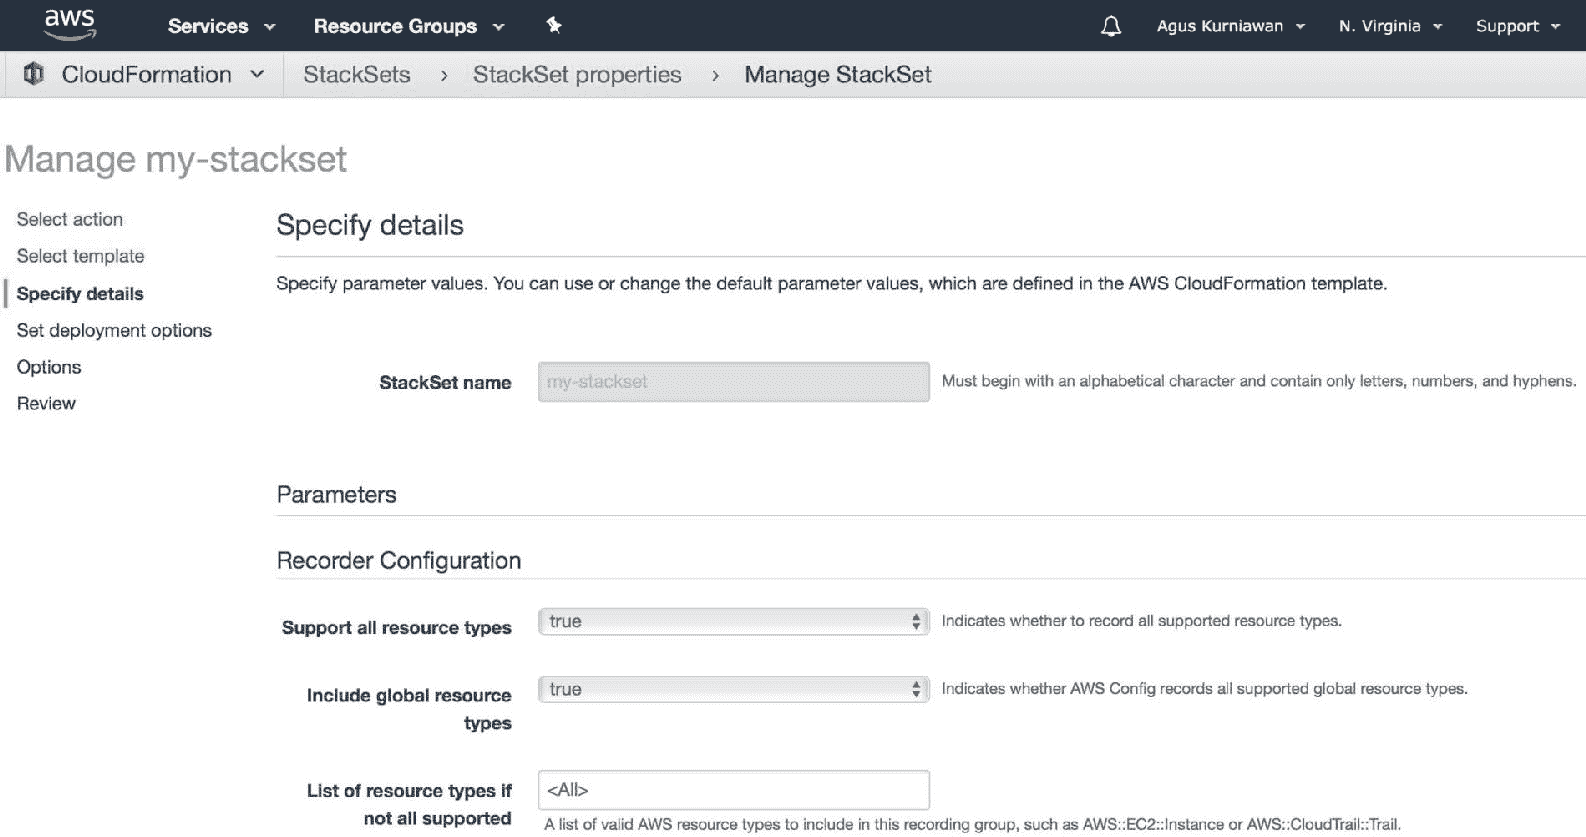 aws Services Resource Groups Agus Kurniawan N. Virginia Support
CloudFormation StackSets › StackSet properties › Manage StackSet
Manage my-stackset
Select action
Select template
Specify details
Set deployment options
Options
Review
Specify details
Specify parameter values. You can use or change the default parameter values, which are defined in the AWS CloudFormation template.
StackSet name my-stackset Must begin with an alphabetical character and contain only letters, numbers, and hyphens.
Parameters
Recorder Configuration
Support all resource types true Indicates whether to record all supported resource types.
Include global resource true Indicates whether AWS Config records all supported global resource types.
types
List of resource types if <All>
not all supported A list of valid AWS resource types to include in this recording group, such as AWS::EC2::Instance or AWS::CloudTrail::Trail.